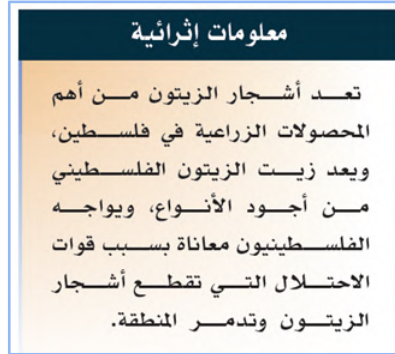 معلومات إثرائية
تعد أشجار الزيتون من أهم
المحصولات الزراعية في فلسطين،
ويعد زيت الزيتون الفلسطيني
من أجود الأنواع، ويواجه
الفلسطينيون معاناة بسبب قوات
الاحتلال التي تقطع أشجار
الزيتون وتدمر المنطقة.